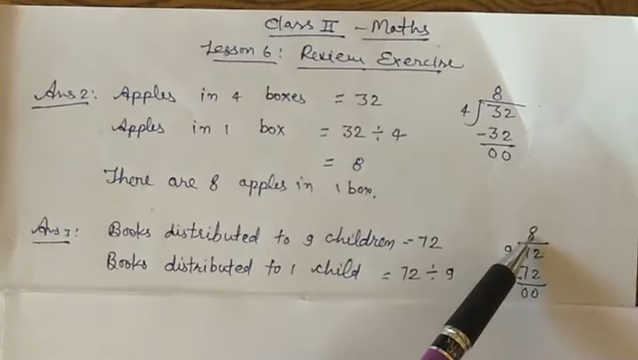 Class II - Maths
Lesson 6: Review Exercise
Ans 2: Apples in 4 boxes = 32
Apples in 1 box = 32 ÷ 4
= 8
There are 8 apples in 1 box.
8
4 32
-32
00
Ans 3: Books distributed to 9 children = 72
Books distributed to 1 child = 72 ÷ 9
8
9 72
-72
00